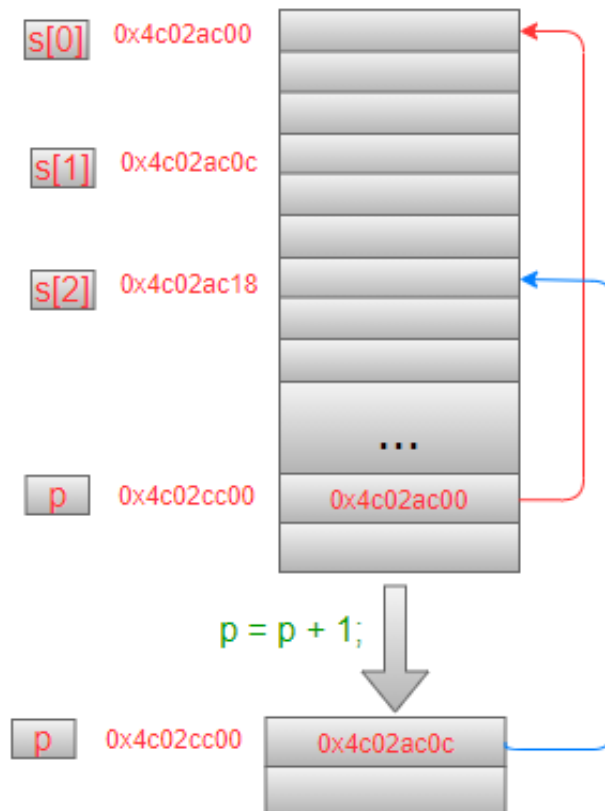 s[0] 0x4c02ac00
s[1] 0x4c02ac0c
s[2] 0x4c02ac18
...
p 0x4c02cc00 0x4c02ac00
p = p + 1;
p 0x4c02cc00 0x4c02ac0c